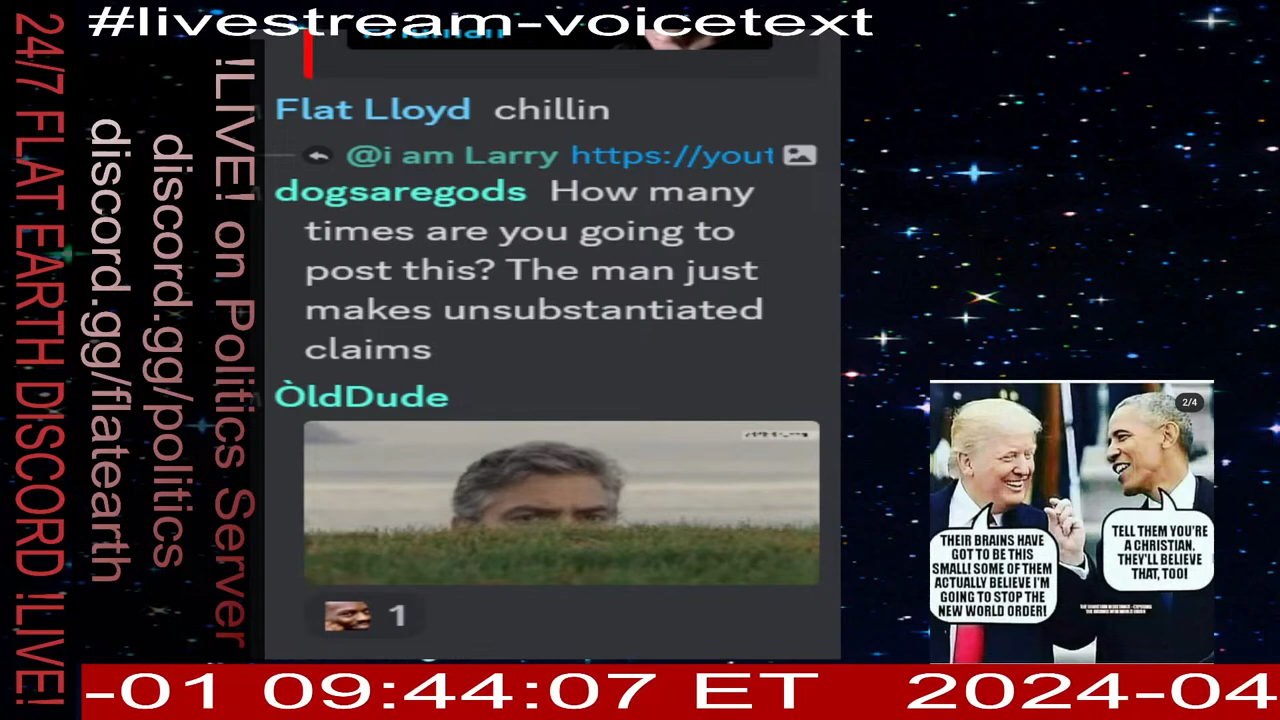 #livestream-voicetext
24/7 FLAT EARTH DISCORD !LIVE!
discord.gg/flatearth
discord.gg/politics
!LIVE! on Politics Server
Flat Lloyd chillin
@i am Larry https://yout
dogsaregods How many
times are you going to
post this? The man just
makes unsubstantiated
claims
ÒldDude
1
2/4
THEIR BRAINS HAVE
GOT TO BE THIS
SMALL! SOME OF THEM
ACTUALLY BELIEVE I'M
GOING TO STOP THE
NEW WORLD ORDER!
TELL THEM YOU'RE
A CHRISTIAN.
THEY'LL BELIEVE
THAT, TOO!
-01 09:44:07 ET 2024-04